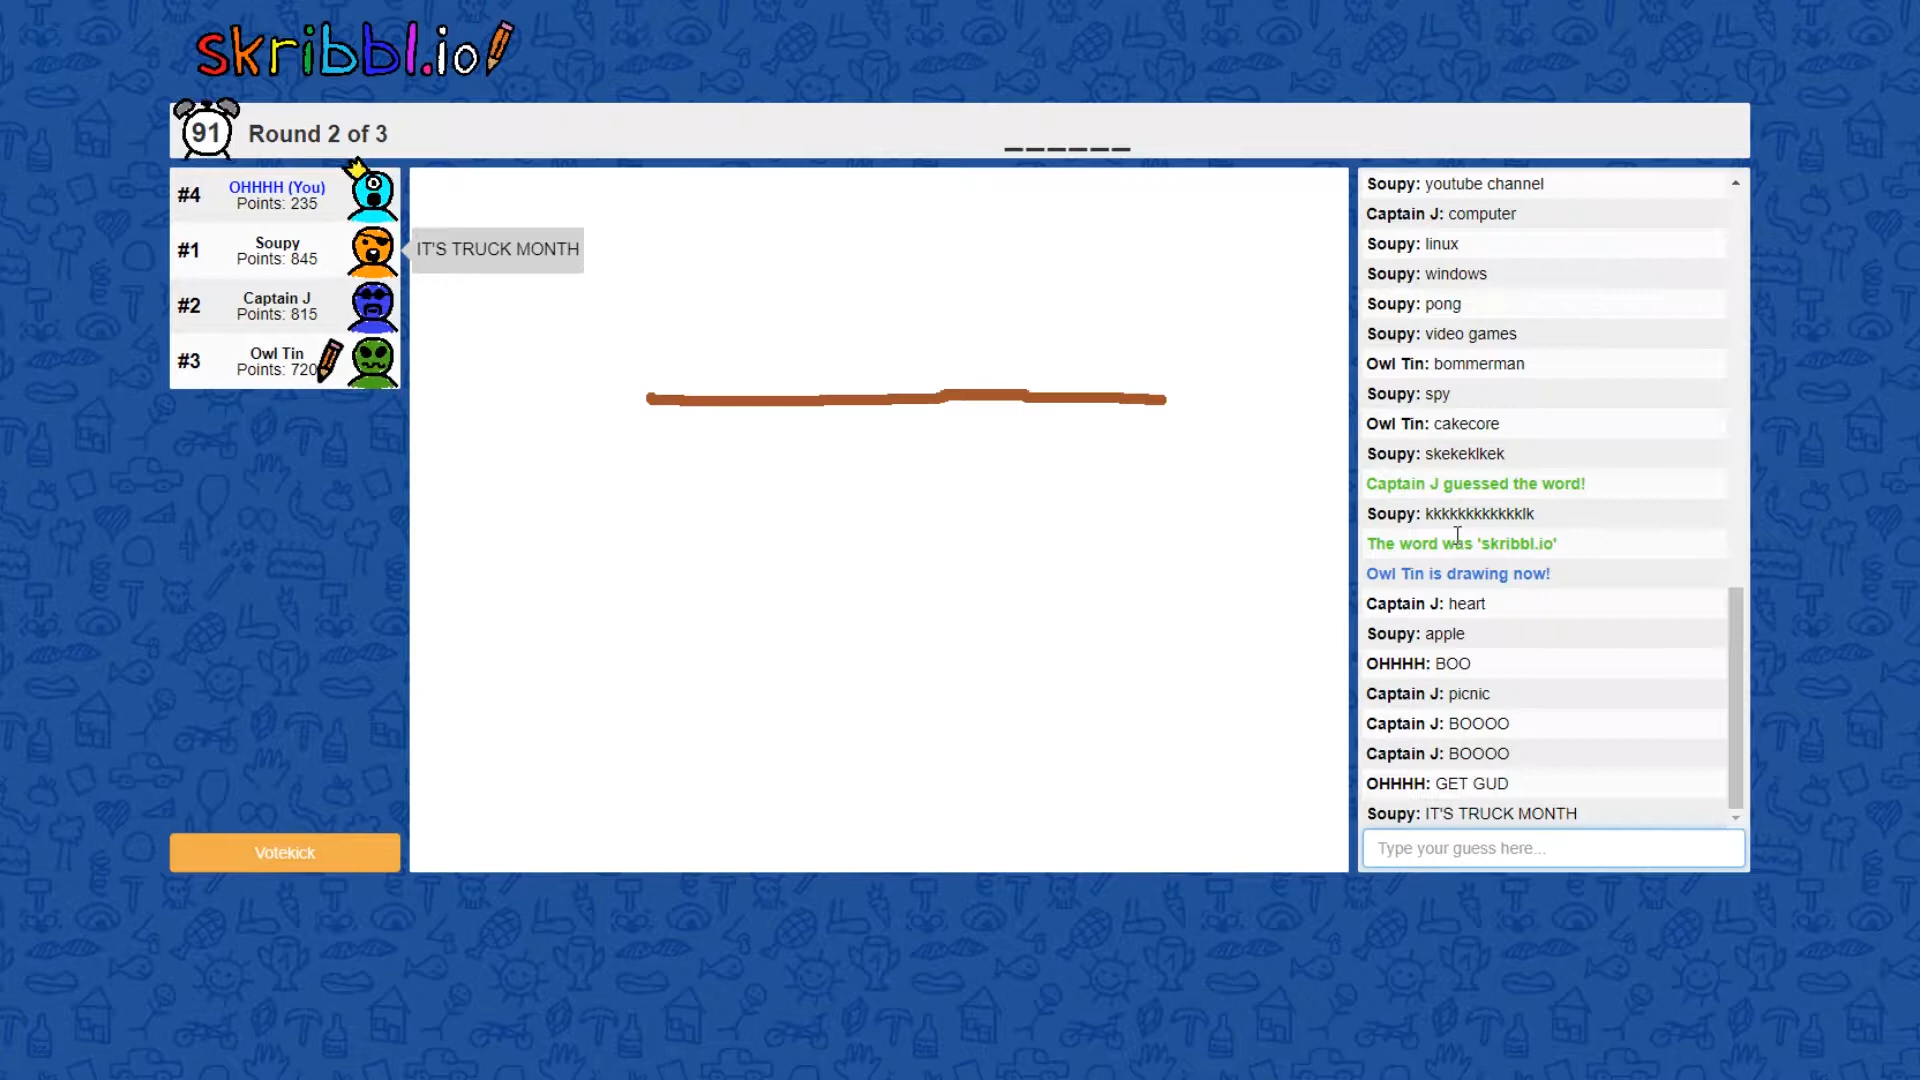 skribbl.io
91
Round 2 of 3
______
#4
OHHHH (You)
Points: 235
#1
Soupy
Points: 845
IT'S TRUCK MONTH
#2
Captain J
Points: 815
#3
Owl Tin
Points: 720
Votekick
Soupy: youtube channel
Captain J: computer
Soupy: linux
Soupy: windows
Soupy: pong
Soupy: video games
Owl Tin: bommerman
Soupy: spy
Owl Tin: cakecore
Soupy: skekeklkek
Captain J guessed the word!
Soupy: kkkkkkkkkkkklk
The word was 'skribbl.io'
Owl Tin is drawing now!
Captain J: heart
Soupy: apple
OHHHH: BOO
Captain J: picnic
Captain J: BOOOO
Captain J: BOOOO
OHHHH: GET GUD
Soupy: IT'S TRUCK MONTH
Type your guess here...